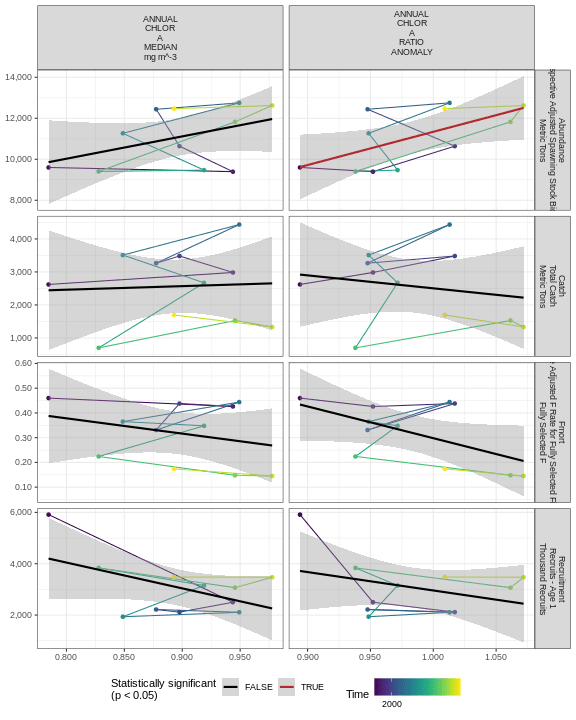 ANNUAL
CHLOR
A
MEDIAN
mg m^-3
ANNUAL
CHLOR
A
RATIO
ANOMALY
14,000
12,000
10,000
8,000
Abundance
spective Adjusted Spawning Stock Bi
Metric Tons
4,000
3,000
2,000
1,000
Catch
Total Catch
Metric Tons
0.60
0.50
0.40
0.30
0.20
0.10
Fmort
Adjusted F Rate for Fully Selected F
Fully Selected F
6,000
4,000
2,000
Recruitment
Recruits - Age 1
Thousand Recruits
0.800
0.850
0.900
0.950
0.900
0.950
1.000
1.050
Statistically significant
(p < 0.05)
FALSE
TRUE
Time
2000